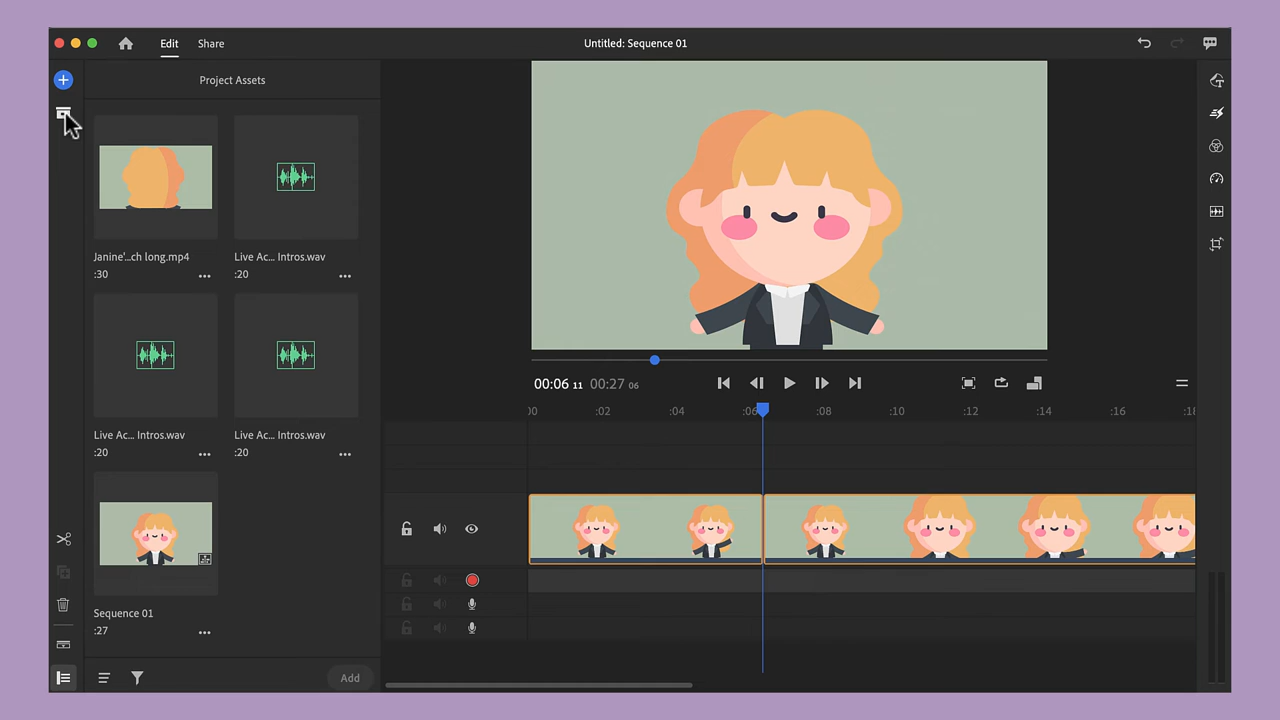 Edit Share Untitled: Sequence 01
Project Assets
Janine'...ch long.mp4
:30
Live Ac... Intros.wav
:20
Live Ac... Intros.wav
:20
Live Ac... Intros.wav
:20
Sequence 01
:27
Add
00:06 11 00:27 06
:00 :02 :04 :06 :08 :10 :12 :14 :16 :18